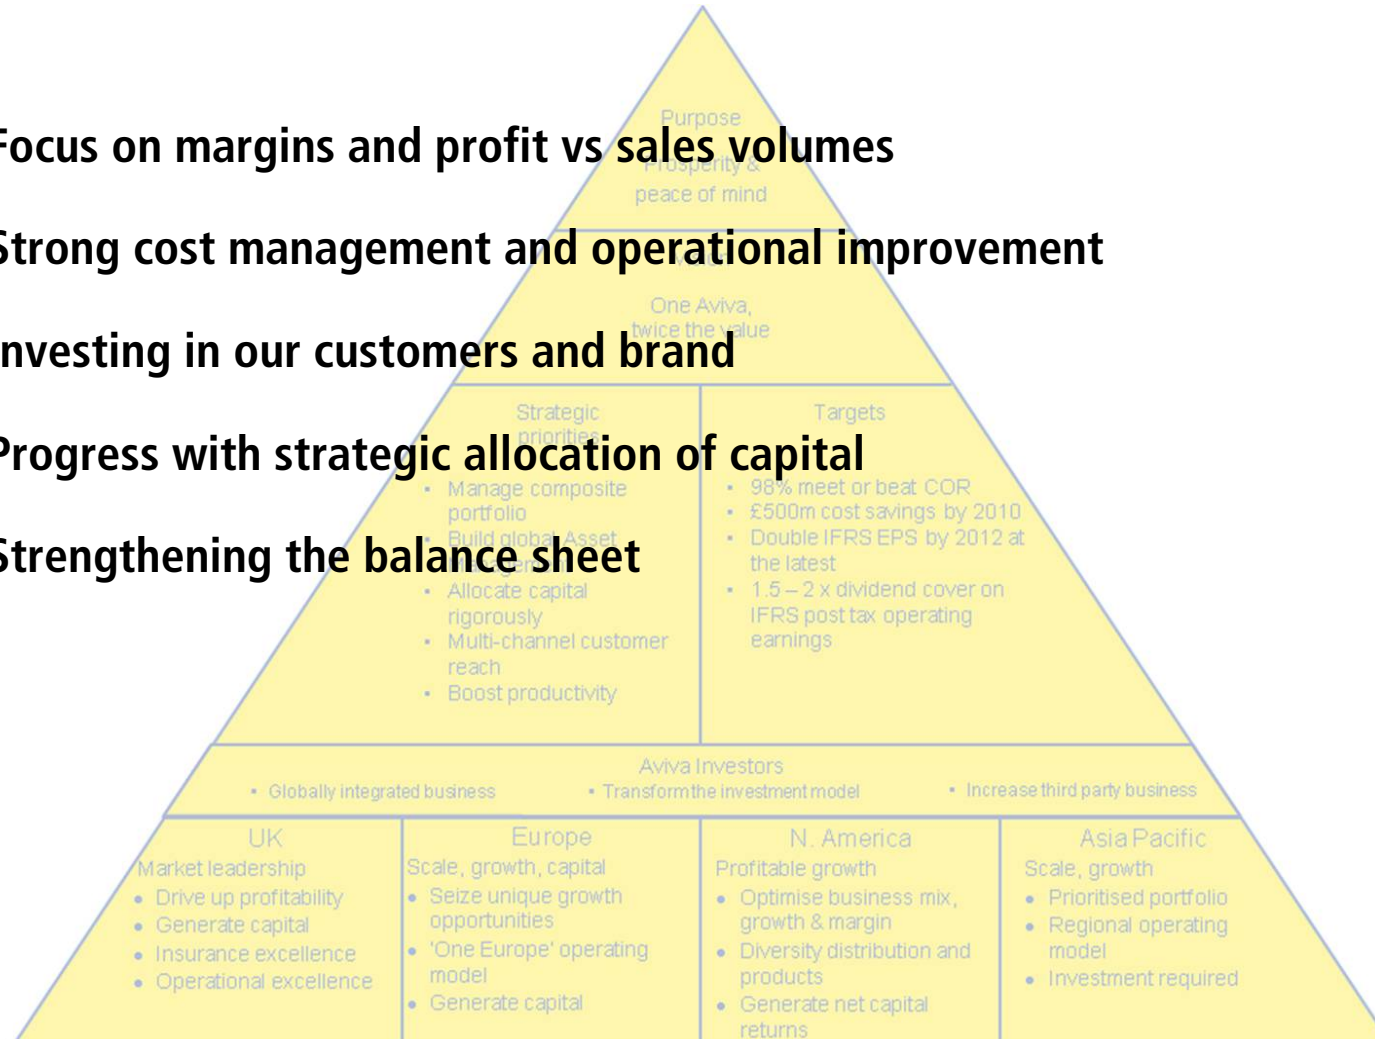 Focus on margins and profit vs sales volumes
Strong cost management and operational improvement
Investing in our customers and brand
Progress with strategic allocation of capital
Strengthening the balance sheet
Purpose
Prosperity &
peace of mind
Vision
One Aviva,
twice the value
Strategic
priorities
• Manage composite
portfolio
• Build global Asset
Management
• Allocate capital
rigorously
• Multi-channel customer
reach
• Boost productivity
Targets
• 98% meet or beat COR
• £500m cost savings by 2010
• Double IFRS EPS by 2012 at
the latest
• 1.5 – 2 x dividend cover on
IFRS post tax operating
earnings
Aviva Investors
• Globally integrated business
• Transform the investment model
• Increase third party business
UK
Market leadership
• Drive up profitability
• Generate capital
• Insurance excellence
• Operational excellence
Europe
Scale, growth, capital
• Seize unique growth
opportunities
• 'One Europe' operating
model
• Generate capital
N. America
Profitable growth
• Optimise business mix,
growth & margin
• Diversity distribution and
products
• Generate net capital
returns
Asia Pacific
Scale, growth
• Prioritised portfolio
• Regional operating
model
• Investment required